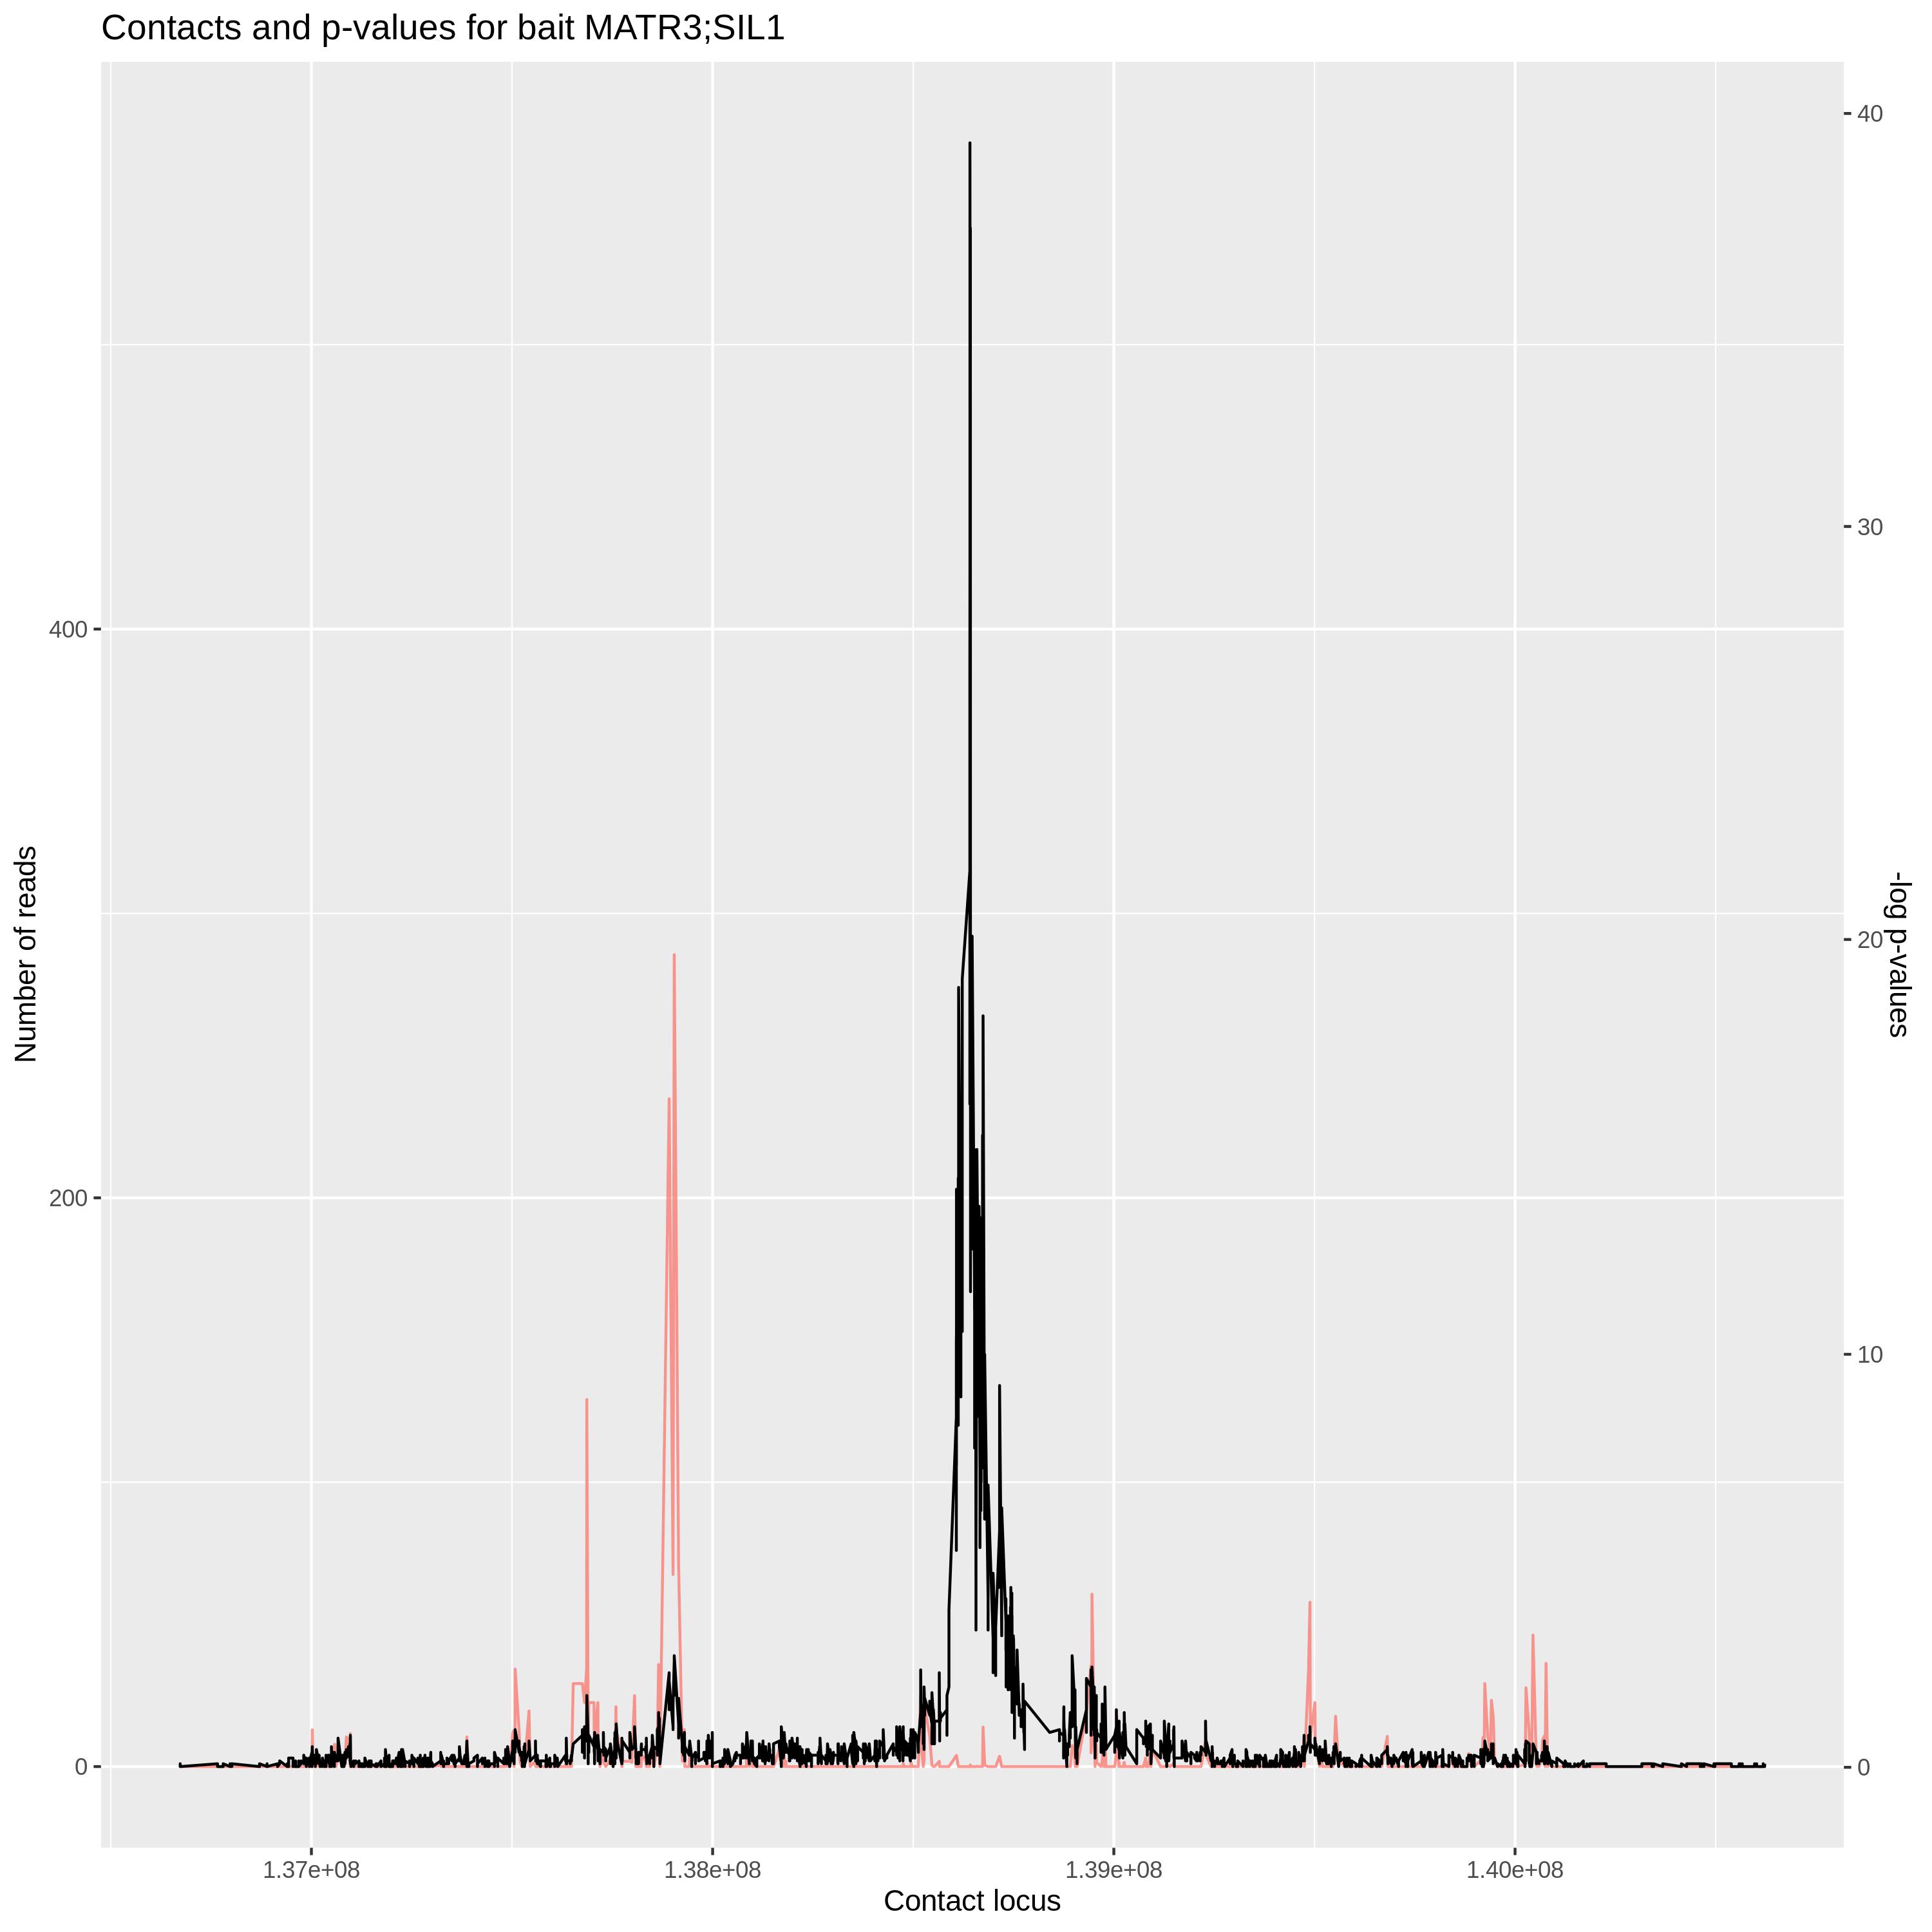 Contacts and p-values for bait MATR3;SIL1
40
30
400
Number of reads
-log p-values
20
200
10
0
0
1.37e+08
1.38e+08
1.39e+08
1.40e+08
Contact locus